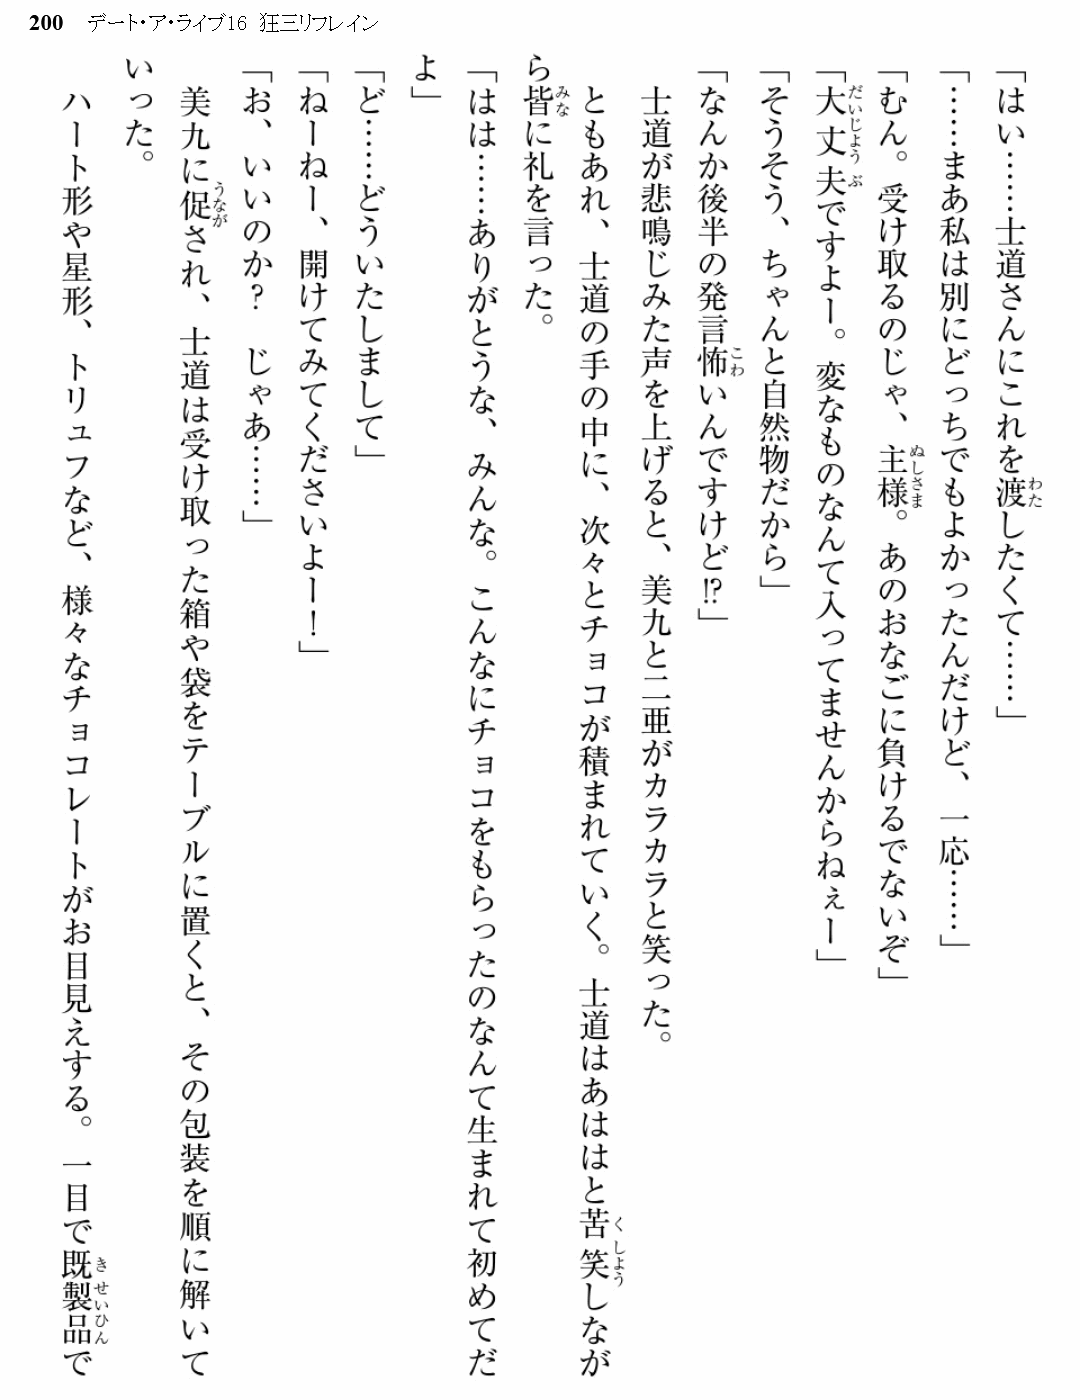 200 デート・ア・ライブ16 狂三リフレイン
「はい……士道さんにこれを渡したくて……」
「……まあ私は別にどっちでもよかったんだけど、一応……」
「むん。受け取るのじゃ、主様。あのおなごに負けるでないぞ」
「大丈夫ですよー。変なものなんて入ってませんからねぇー」
「そうそう、ちゃんと自然物だから」
「なんか後半の発言怖いんですけど!?」
士道が悲鳴じみた声を上げると、美九と二亜がカラカラと笑った。
ともあれ、士道の手の中に、次々とチョコが積まれていく。士道はあははと苦笑しなが
ら皆に礼を言った。
「はは……ありがとうな、みんな。こんなにチョコをもらったのなんて生まれて初めてだ
よ」
「ど……どういたしまして」
「ねーねー、開けてみてくださいよー！」
「お、いいのか？　じゃあ……」
美九に促され、士道は受け取った箱や袋をテーブルに置くと、その包装を順に解いて
いった。
ハート形や星形、トリュフなど、様々なチョコレートがお目見えする。一目で既製品で